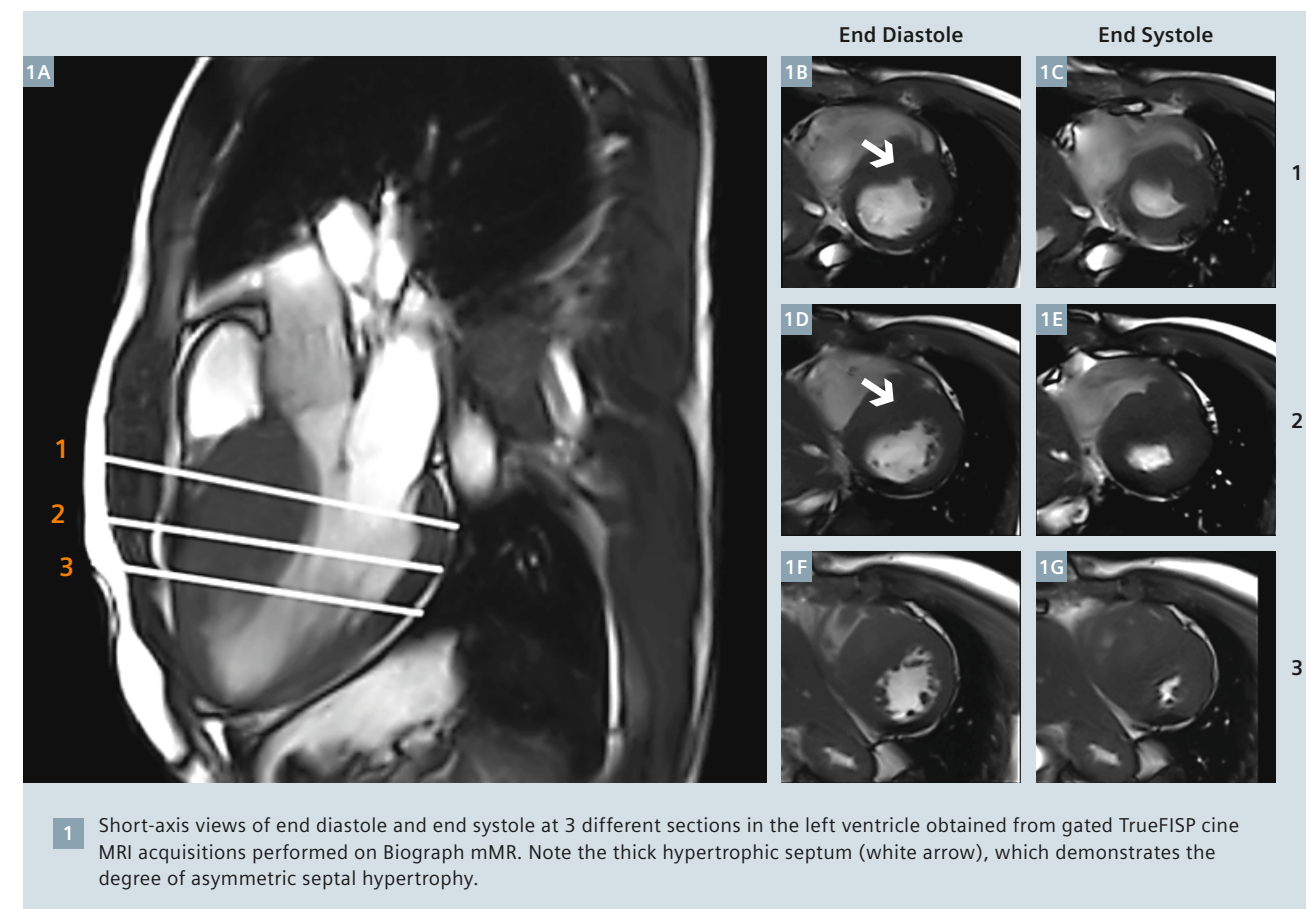 End Diastole
End Systole
1A
1B
1C
1
1D
1E
2
1
2
3
1F
1G
3
1
Short-axis views of end diastole and end systole at 3 different sections in the left ventricle obtained from gated TrueFISP cine
MRI acquisitions performed on Biograph mMR. Note the thick hypertrophic septum (white arrow), which demonstrates the
degree of asymmetric septal hypertrophy.